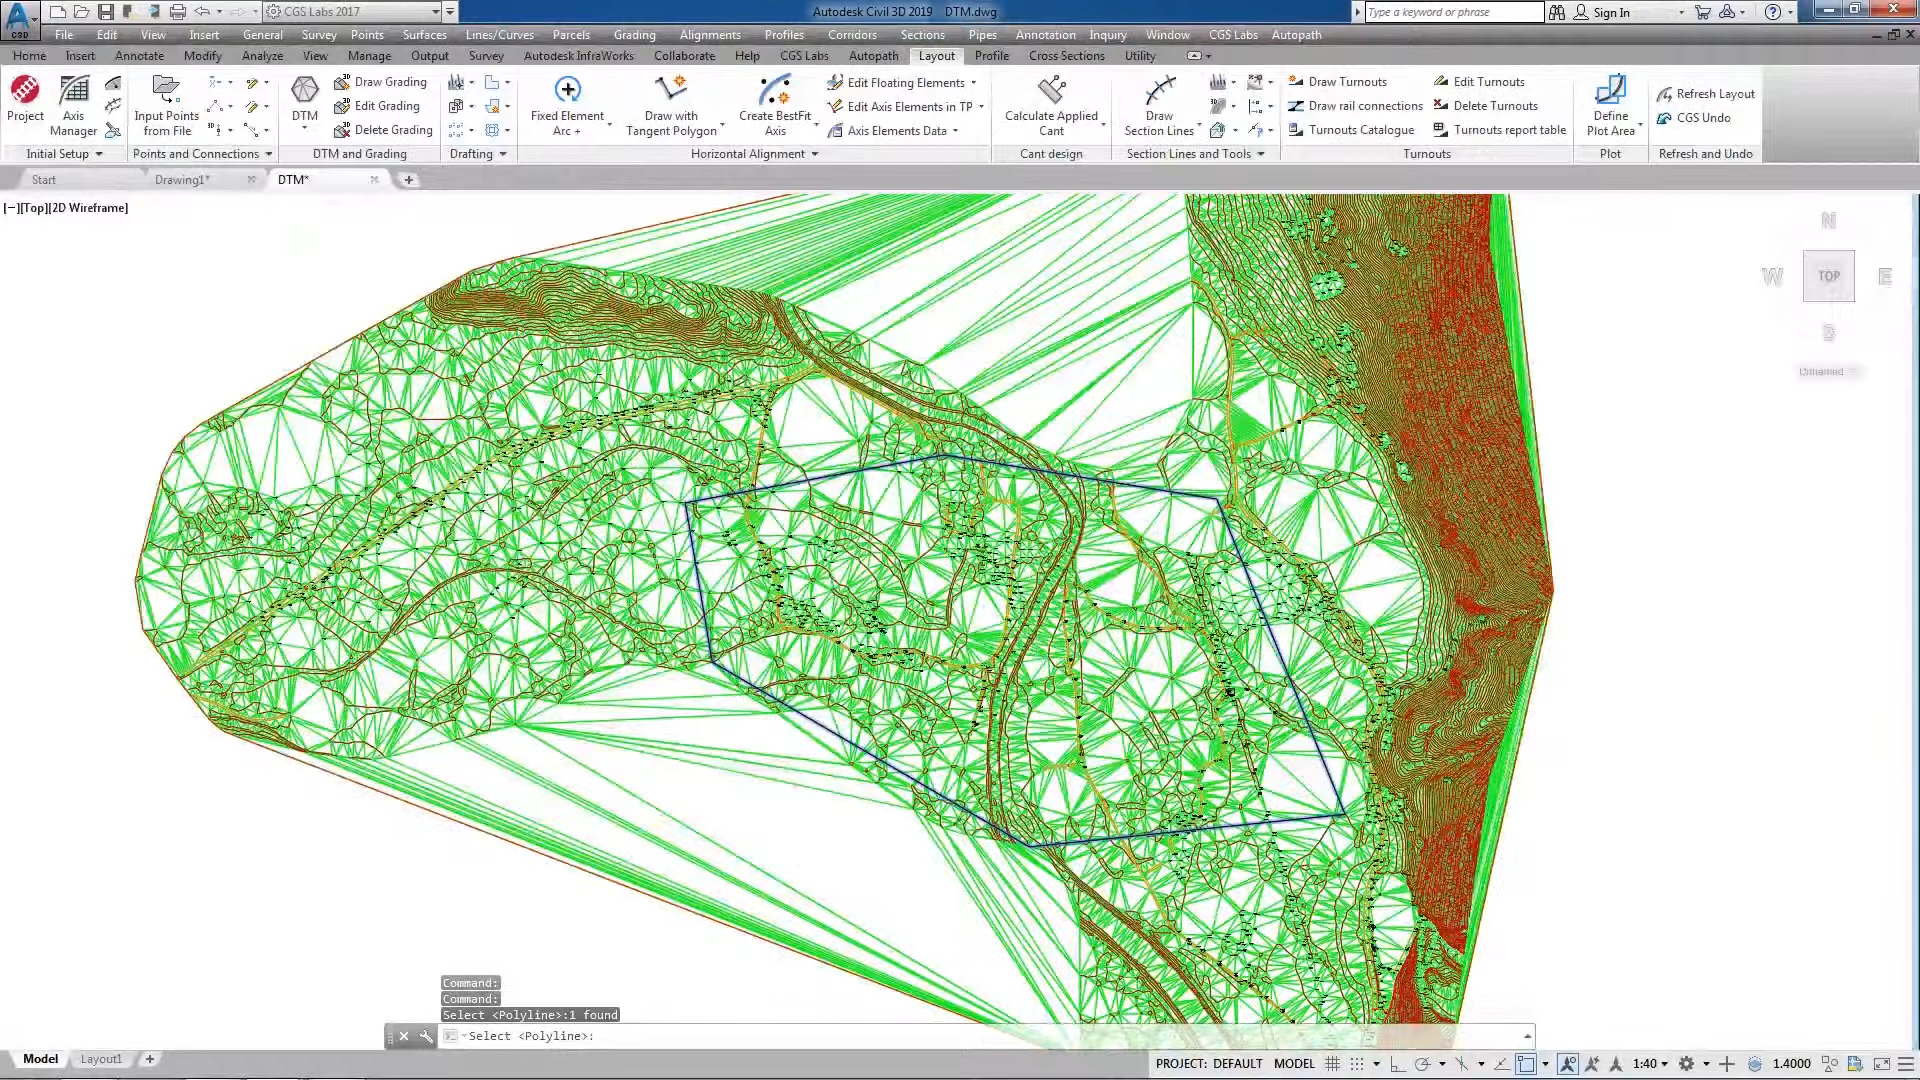 CGS Labs 2017
Autodesk Civil 3D 2019 DTM.dwg
Type a keyword or phrase
Sign In
C3D
File Edit View Insert General Survey Points Surfaces Lines/Curves Parcels Grading Alignments Profiles Corridors Sections Pipes Annotation Inquiry Window CGS Labs Autopath
Home Insert Annotate Modify Analyze View Manage Output Survey Autodesk InfraWorks Collaborate Help CGS Labs Autopath Layout Profile Cross Sections Utility
Project
Axis Manager
Initial Setup
Input Points from File
Points and Connections
DTM
Draw Grading
Edit Grading
Delete Grading
DTM and Grading
Drafting
Fixed Element Arc +
Draw with Tangent Polygon
Create BestFit Axis
Edit Floating Elements
Edit Axis Elements in TP
Axis Elements Data
Horizontal Alignment
Calculate Applied Cant
Cant design
Draw Section Lines
Section Lines and Tools
Draw Turnouts
Draw rail connections
Turnouts Catalogue
Edit Turnouts
Delete Turnouts
Turnouts report table
Turnouts
Define Plot Area
Plot
Refresh Layout
CGS Undo
Refresh and Undo
Start Drawing1* DTM*
[−][Top][2D Wireframe]
N
W TOP E
S
Unnamed
Command:
Command:
Select <Polyline>:1 found
Select <Polyline>:
Model Layout1
PROJECT: DEFAULT MODEL 1:40 1.4000